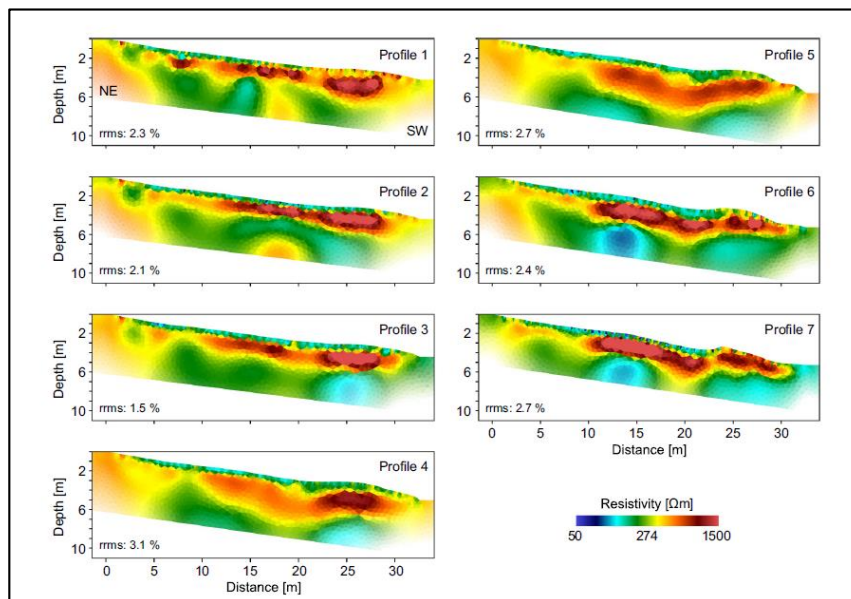 Profile 1
Depth [m]
2
6
10
NE
SW
rrms: 2.3 %
Profile 2
Depth [m]
2
6
10
rrms: 2.1 %
Profile 3
Depth [m]
2
6
10
rrms: 1.5 %
Profile 4
Depth [m]
2
6
10
rrms: 3.1 %
0 5 10 15 20 25 30
Distance [m]
Profile 5
2
6
10
rrms: 2.7 %
Profile 6
2
6
10
rrms: 2.4 %
Profile 7
2
6
10
rrms: 2.7 %
0 5 10 15 20 25 30
Distance [m]
Resistivity [Ωm]
50 274 1500